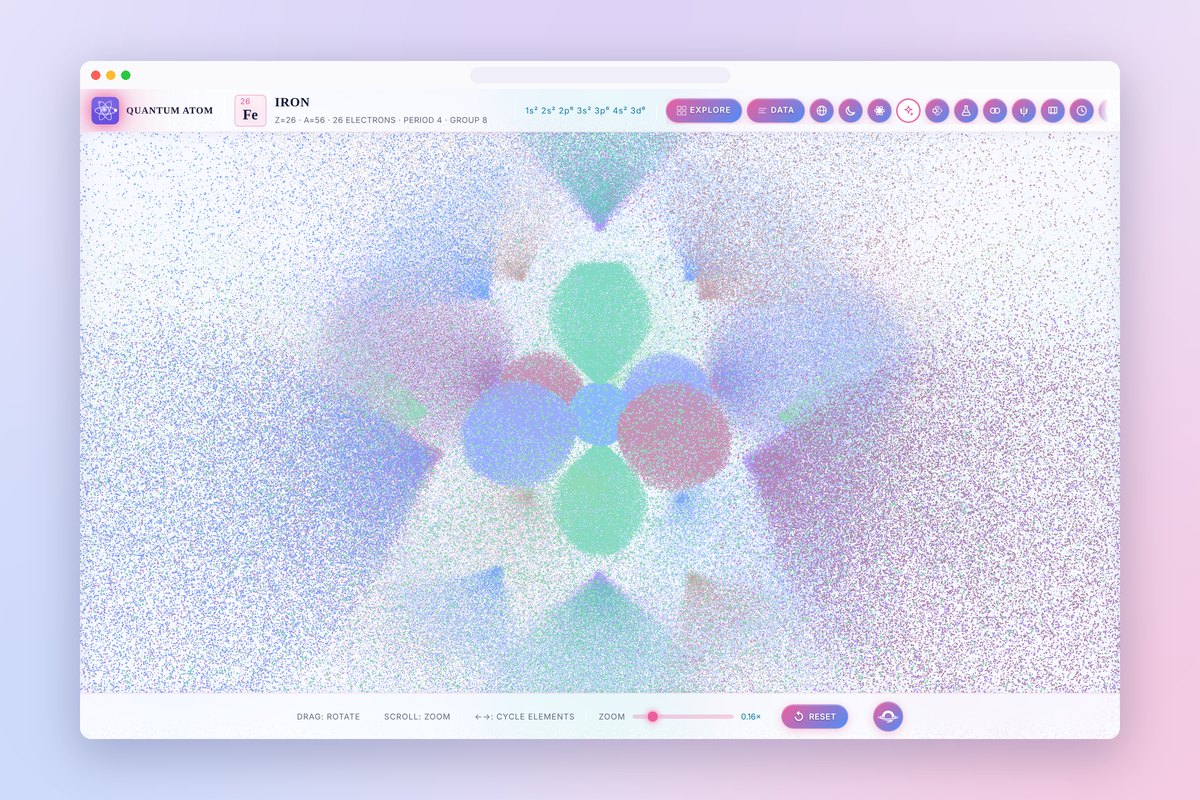 QUANTUM ATOM
26
Fe
IRON
Z=26 · A=56 · 26 ELECTRONS · PERIOD 4 · GROUP 8
1s² 2s² 2p⁶ 3s² 3p⁶ 4s² 3d⁶
EXPLORE
DATA
ψ
DRAG: ROTATE
SCROLL: ZOOM
←→: CYCLE ELEMENTS
ZOOM
0.16×
RESET